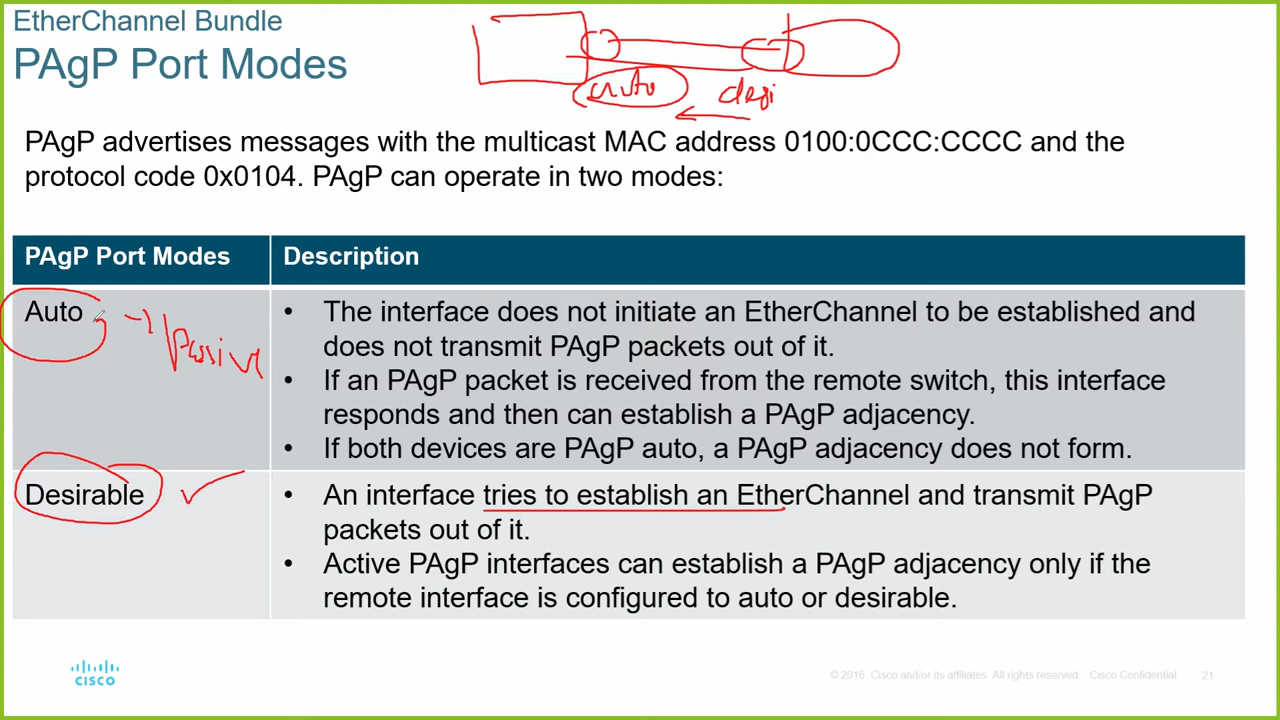 EtherChannel Bundle
PAgP Port Modes
auto desi
PAgP advertises messages with the multicast MAC address 0100:0CCC:CCCC and the
protocol code 0x0104. PAgP can operate in two modes:
PAgP Port Modes Description
Auto
Passive
• The interface does not initiate an EtherChannel to be established and
does not transmit PAgP packets out of it.
• If an PAgP packet is received from the remote switch, this interface
responds and then can establish a PAgP adjacency.
• If both devices are PAgP auto, a PAgP adjacency does not form.
Desirable
• An interface tries to establish an EtherChannel and transmit PAgP
packets out of it.
• Active PAgP interfaces can establish a PAgP adjacency only if the
remote interface is configured to auto or desirable.
CISCO
© 2016 Cisco and/or its affiliates. All rights reserved Cisco Confidential 21